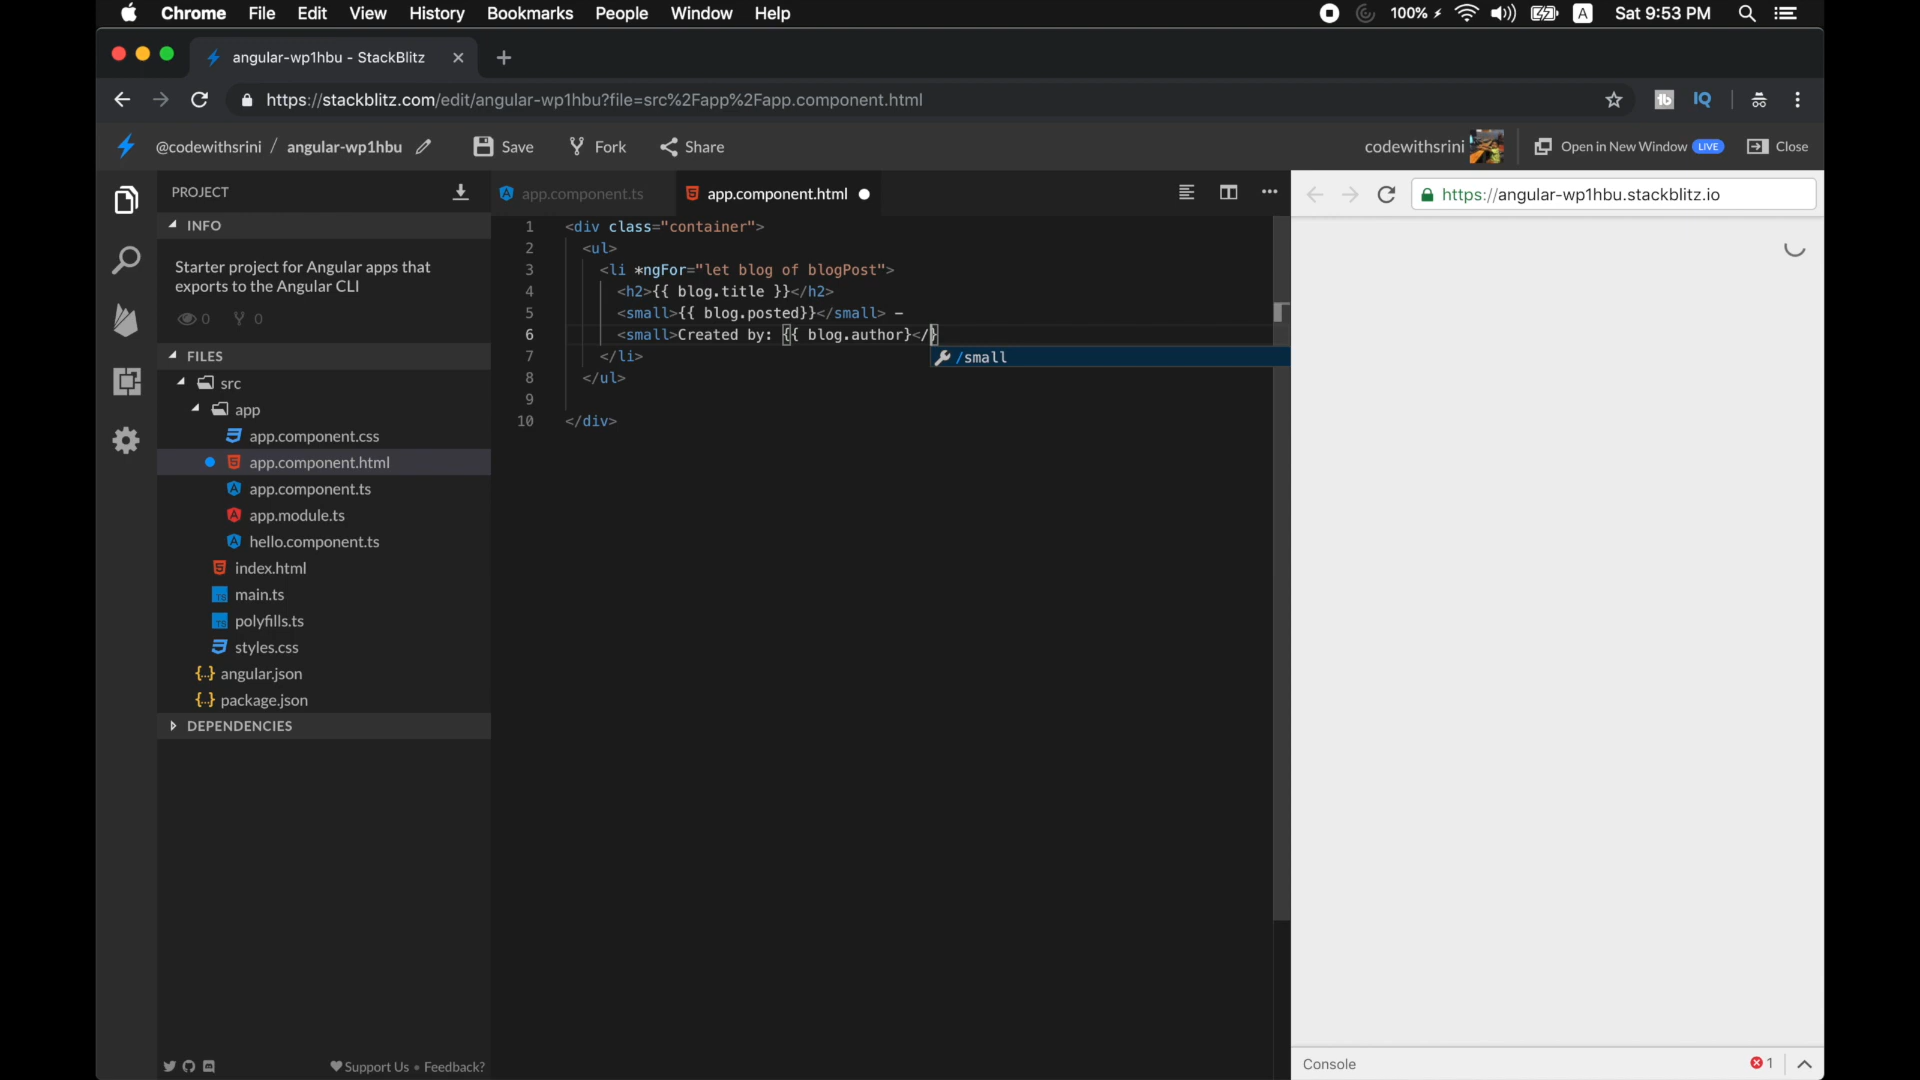 Chrome File Edit View History Bookmarks People Window Help 100% A Sat 9:53 PM
angular-wp1hbu - StackBlitz
https://stackblitz.com/edit/angular-wp1hbu?file=src%2Fapp%2Fapp.component.html tb IQ
@codewithsrini / angular-wp1hbu Save Fork Share codewithsrini Open in New Window LIVE Close
PROJECT
app.component.ts app.component.html
https://angular-wp1hbu.stackblitz.io
INFO
Starter project for Angular apps that
exports to the Angular CLI
0 0
FILES
src
app
app.component.css
app.component.html
app.component.ts
app.module.ts
hello.component.ts
index.html
main.ts
polyfills.ts
styles.css
{..} angular.json
{..} package.json
DEPENDENCIES
1 <div class="container">
2 <ul>
3 <li *ngFor="let blog of blogPost">
4 <h2>{{ blog.title }}</h2>
5 <small>{{ blog.posted}}</small> -
6 <small>Created by: {{ blog.author}</}
/small
7 </li>
8 </ul>
9
10 </div>
Support Us • Feedback?
Console 1